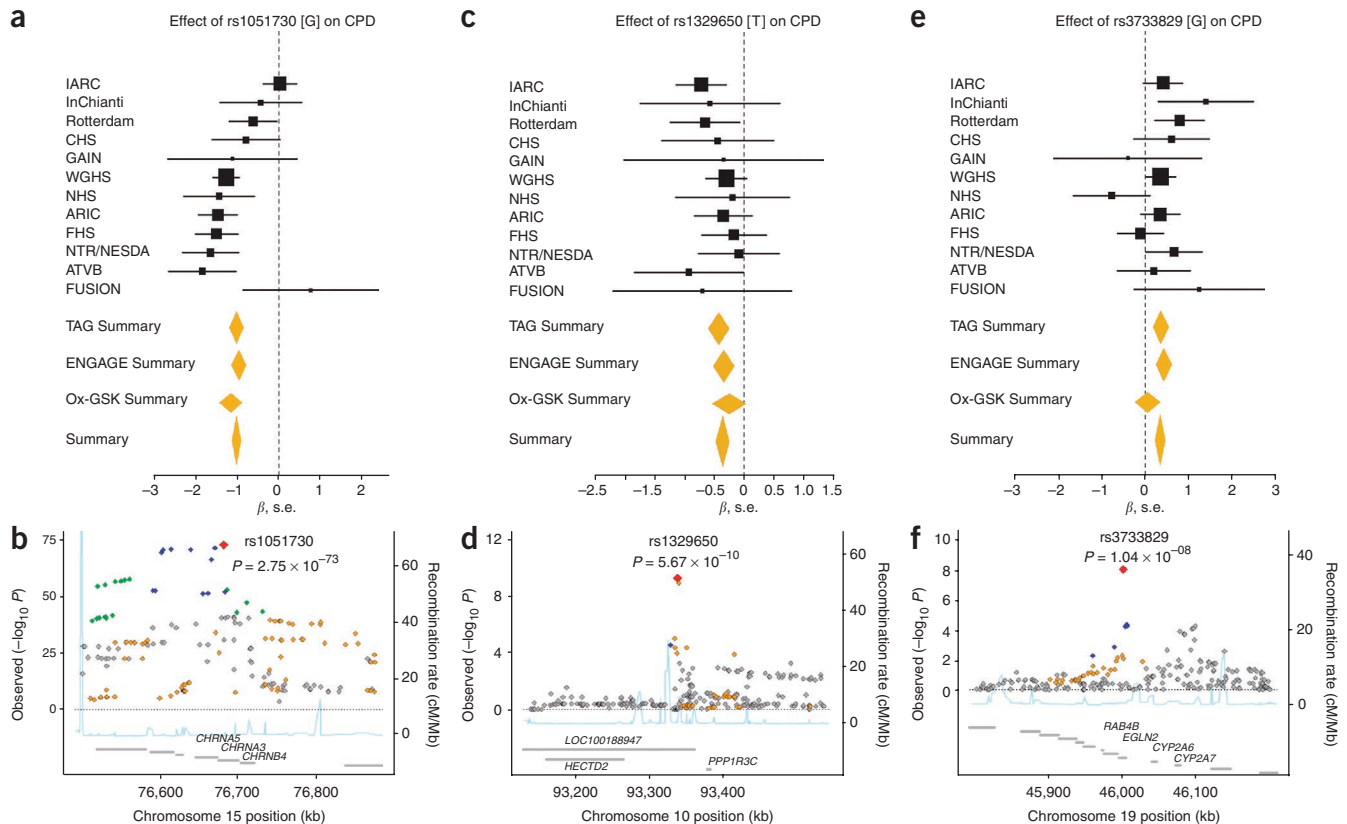 a
Effect of rs1051730 [G] on CPD
IARC
InChianti
Rotterdam
CHS
GAIN
WGHS
NHS
ARIC
FHS
NTR/NESDA
ATVB
FUSION
TAG Summary
ENGAGE Summary
Ox-GSK Summary
Summary
−3 −2 −1 0 1 2
β, s.e.
c
Effect of rs1329650 [T] on CPD
IARC
InChianti
Rotterdam
CHS
GAIN
WGHS
NHS
ARIC
FHS
NTR/NESDA
ATVB
FUSION
TAG Summary
ENGAGE Summary
Ox-GSK Summary
Summary
−2.5 −1.5 −0.5 0 0.5 1.5
β, s.e.
e
Effect of rs3733829 [G] on CPD
IARC
InChianti
Rotterdam
CHS
GAIN
WGHS
NHS
ARIC
FHS
NTR/NESDA
ATVB
FUSION
TAG Summary
ENGAGE Summary
Ox-GSK Summary
Summary
−3 −2 −1 0 1 2 3
β, s.e.
b
rs1051730
P = 2.75 × 10−73
75
50
25
0
Observed (−log10 P)
60
40
20
0
Recombination rate (cM/Mb)
CHRNA5
CHRNA3
CHRNB4
76,600 76,700 76,800
Chromosome 15 position (kb)
d
rs1329650
P = 5.67 × 10−10
12
8
4
0
Observed (−log10 P)
60
40
20
0
Recombination rate (cM/Mb)
LOC100188947
HECTD2
PPP1R3C
93,200 93,300 93,400
Chromosome 10 position (kb)
f
rs3733829
P = 1.04 × 10−08
10
8
6
4
2
0
Observed (−log10 P)
40
20
0
Recombination rate (cM/Mb)
RAB4B
EGLN2
CYP2A6
CYP2A7
45,900 46,000 46,100
Chromosome 19 position (kb)